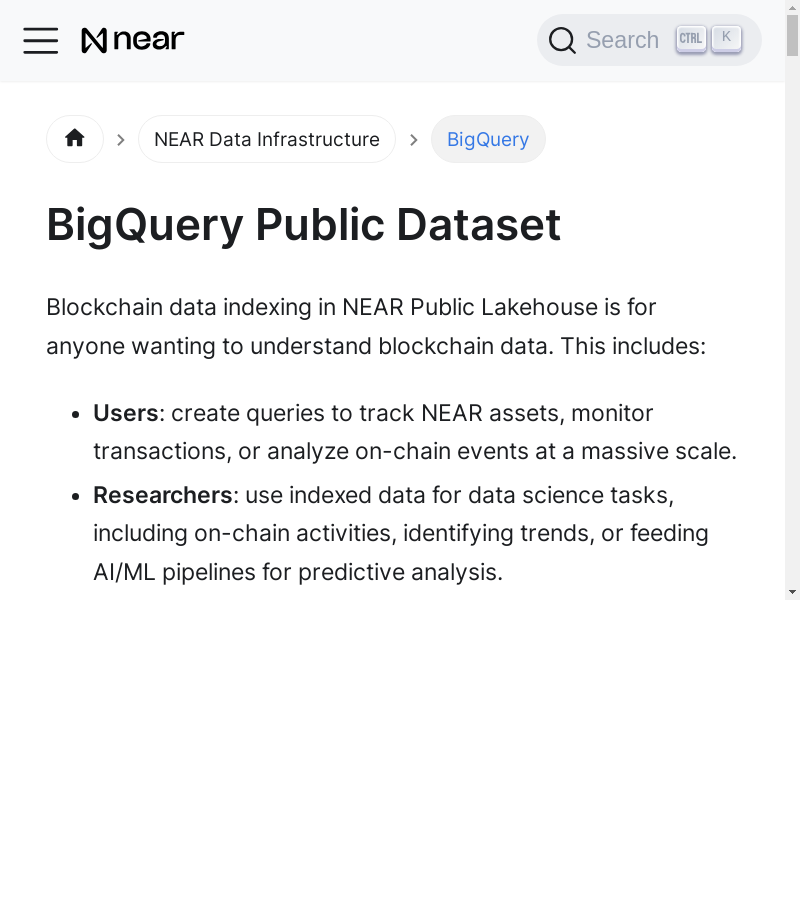 near
Search CTRL K
NEAR Data Infrastructure BigQuery
BigQuery Public Dataset
Blockchain data indexing in NEAR Public Lakehouse is for
anyone wanting to understand blockchain data. This includes:
Users: create queries to track NEAR assets, monitor
transactions, or analyze on-chain events at a massive scale.
Researchers: use indexed data for data science tasks,
including on-chain activities, identifying trends, or feeding
AI/ML pipelines for predictive analysis.